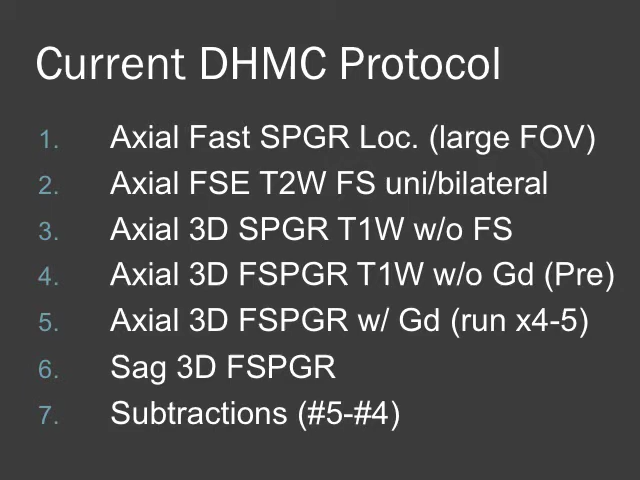 Current DHMC Protocol
1. Axial Fast SPGR Loc. (large FOV)
2. Axial FSE T2W FS uni/bilateral
3. Axial 3D SPGR T1W w/o FS
4. Axial 3D FSPGR T1W w/o Gd (Pre)
5. Axial 3D FSPGR w/ Gd (run x4-5)
6. Sag 3D FSPGR
7. Subtractions (#5-#4)